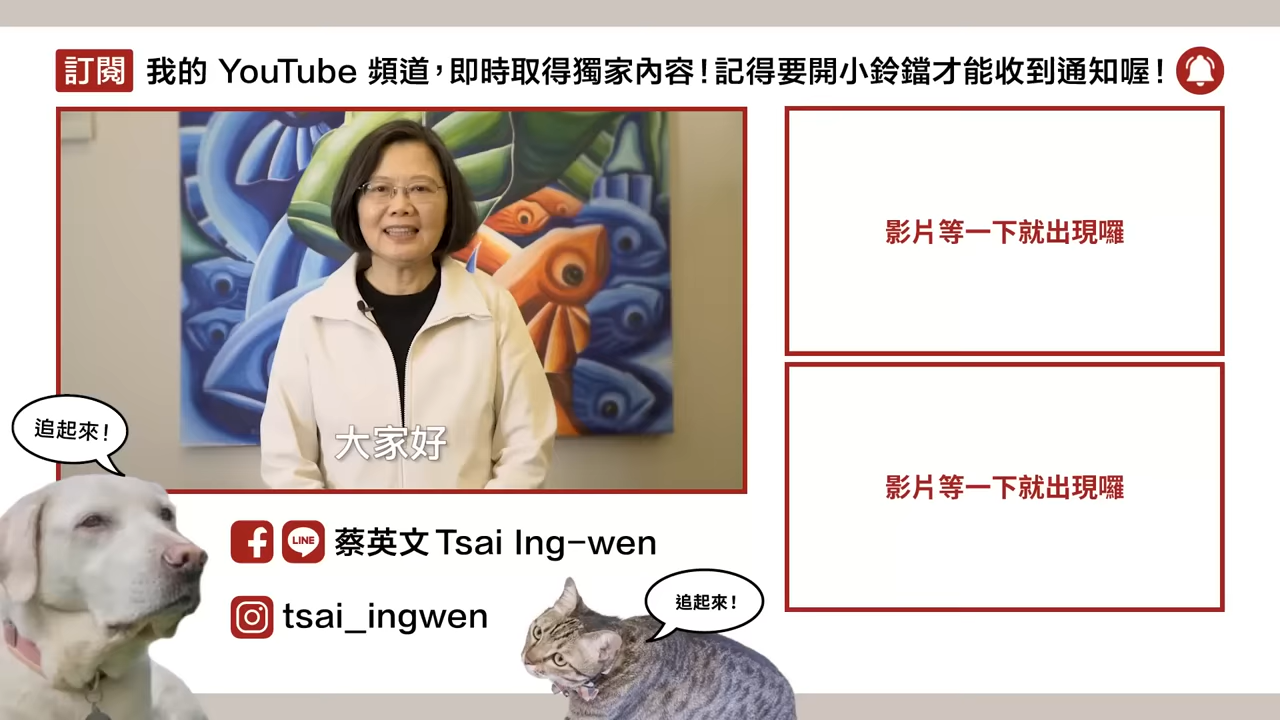 訂閱 我的 YouTube 頻道，即時取得獨家內容！記得要開小鈴鐺才能收到通知喔！
影片等一下就出現囉
大家好
追起來！
影片等一下就出現囉
LINE 蔡英文 Tsai Ing-wen
追起來！
tsai_ingwen